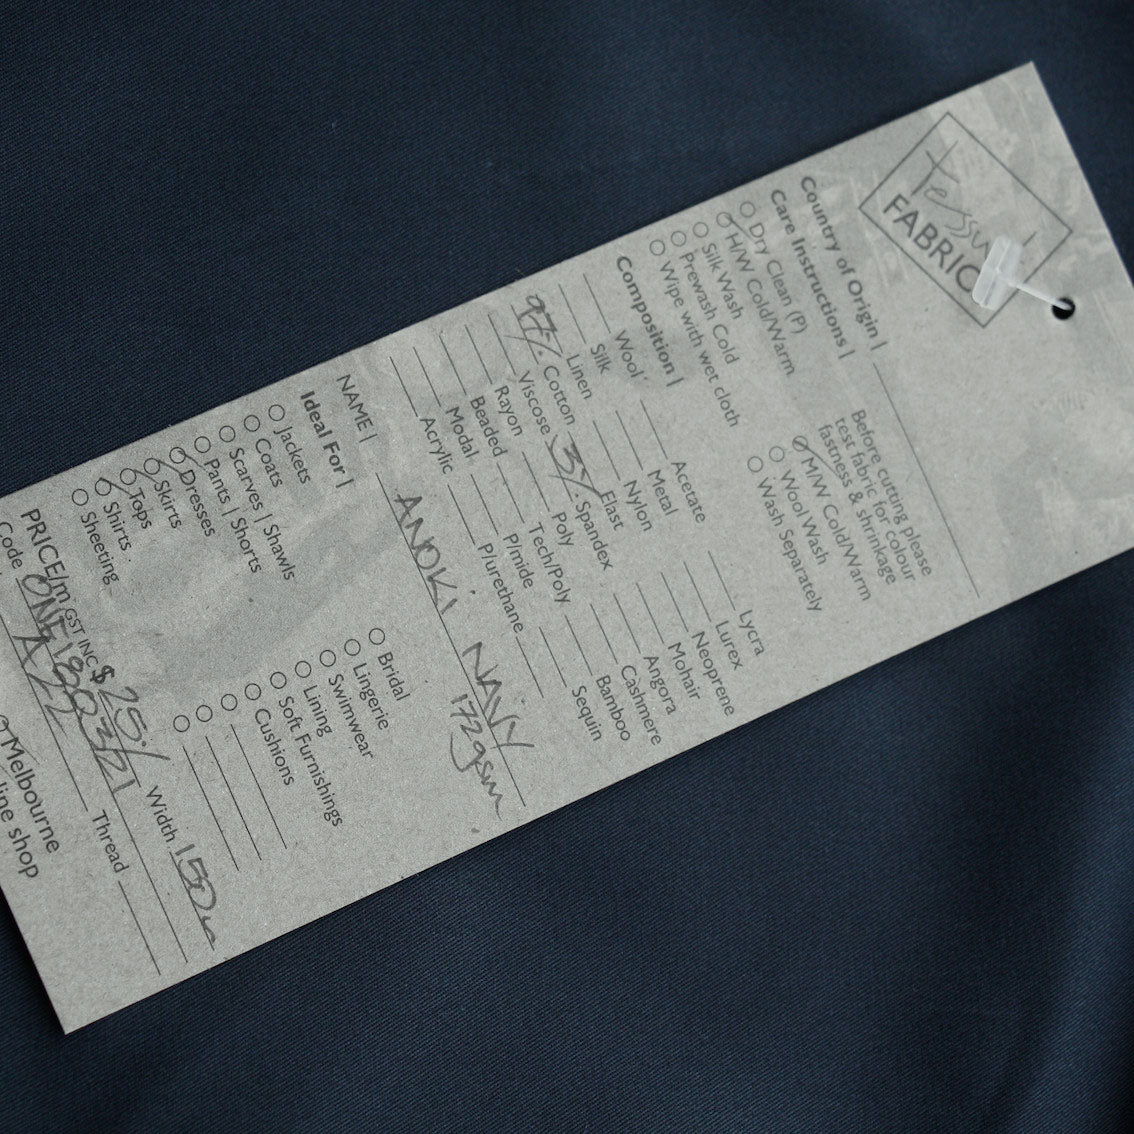 tessuti
FABRICS
Country of Origin |
Care Instructions |
Before cutting please
test fabric for colour
fastness & shrinkage
Dry Clean (P)
H/W Cold/Warm
Silk Wash
Prewash Cold
Wipe with wet cloth
M/W Cold/Warm
Wool Wash
Wash Separately
Composition |
Wool Acetate Lycra
Silk Metal Lurex
Linen Nylon Neoprene
97% Cotton Elast Mohair
Viscose 3% Spandex Angora
Rayon Poly Cashmere
Beaded Tech/Poly Bamboo
Modal P/mide Sequin
Acrylic P/urethane
NAME | ANOKI NAVY
172gsm
Ideal For |
Jackets Bridal
Coats Lingerie
Scarves | Shawls Swimwear
Pants | Shorts Lining
Dresses Soft Furnishings
Skirts Cushions
Tops
Shirts
Sheeting
PRICE/m GST INC $ 25.-/ Width 150
Code ONE18023/21 Thread
A22
Melbourne
line shop